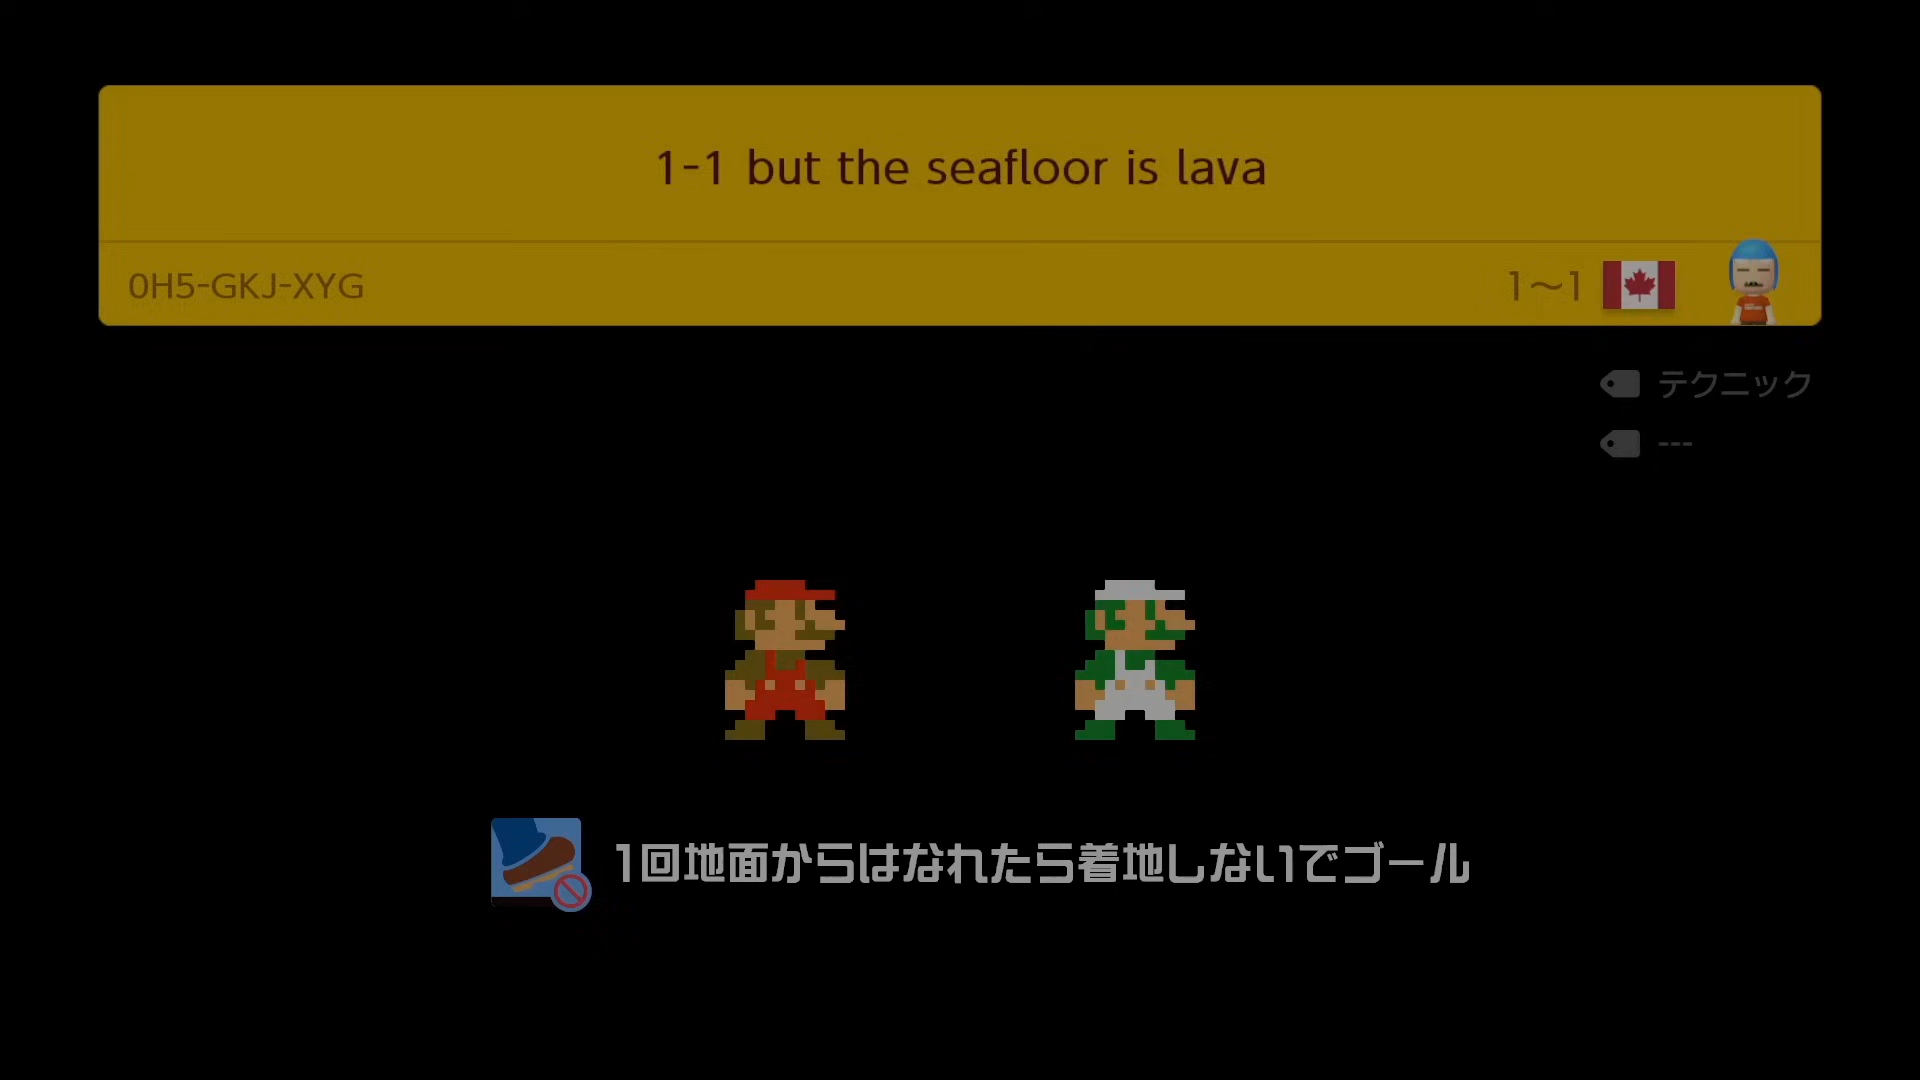 1-1 but the seafloor is lava
0H5-GKJ-XYG
1～1
テクニック
---
1回地面からはなれたら着地しないでゴール